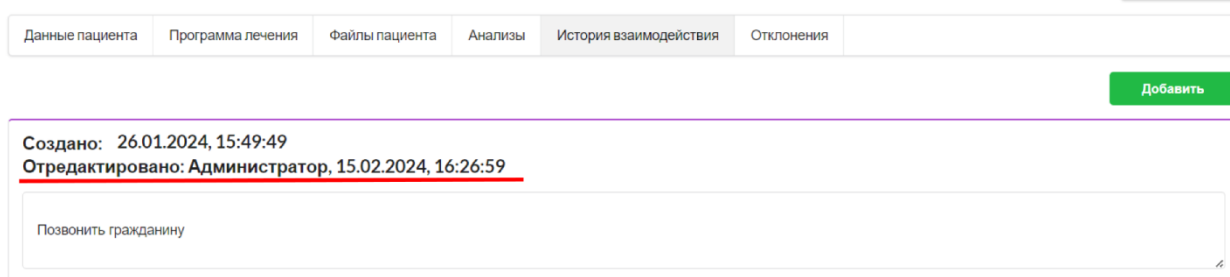 Данные пациента Программа лечения Файлы пациента Анализы История взаимодействия Отклонения
Добавить
Создано: 26.01.2024, 15:49:49
Отредактировано: Администратор, 15.02.2024, 16:26:59
Позвонить гражданину